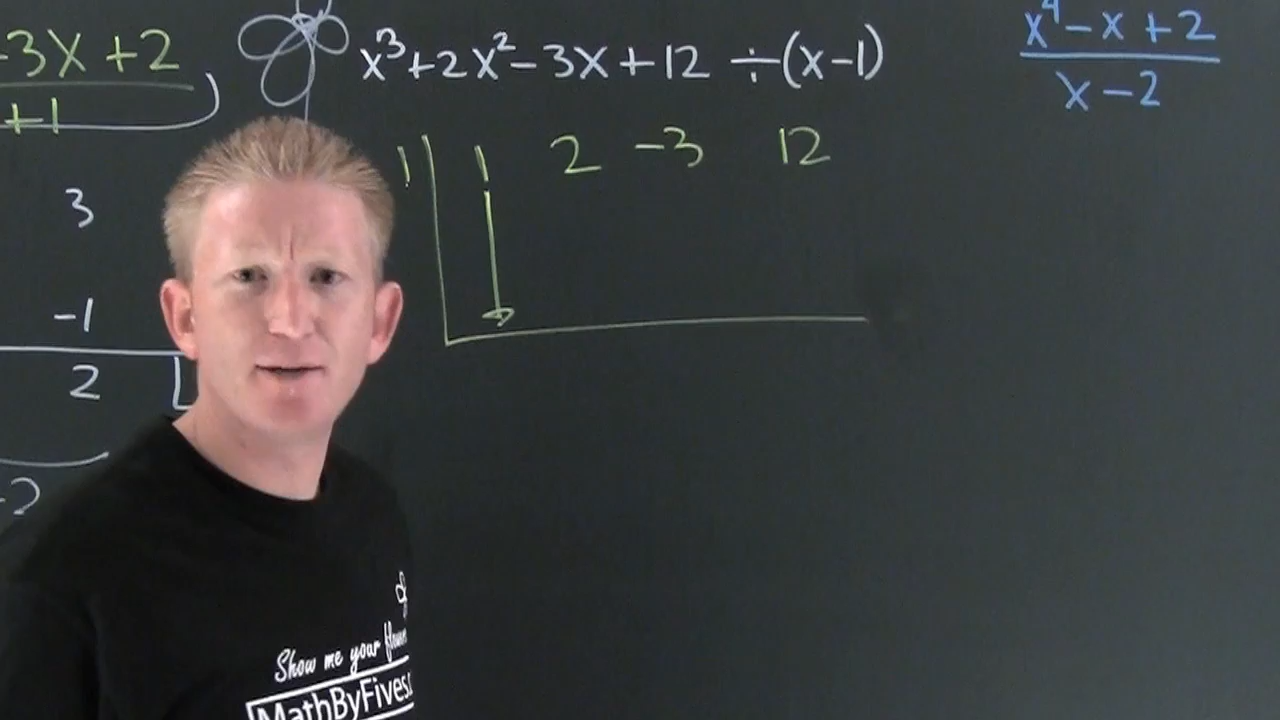 -3x +2
+1
3
-1
2
-2
x³+2x²-3x+12 ÷(x-1)
1 1 2 -3 12
x⁴-x+2
x-2
Show me your
MathByFives.